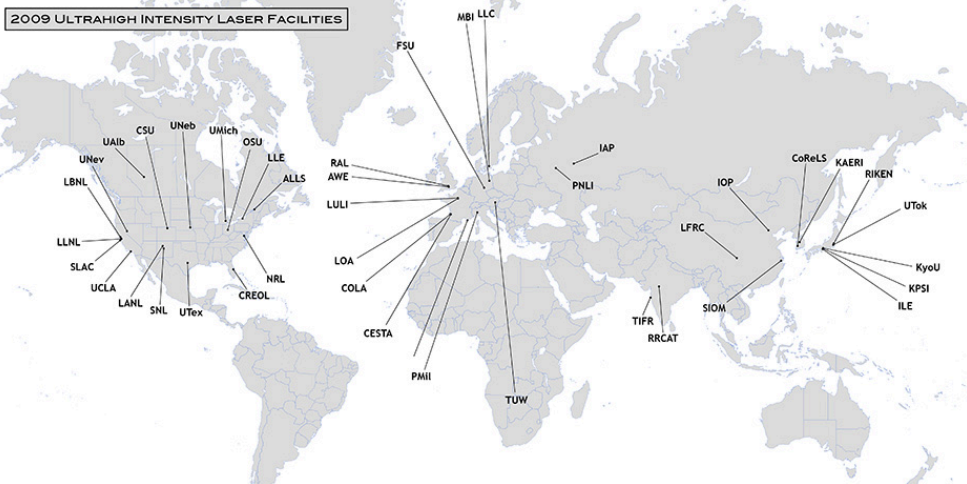 2009 ULTRAHIGH INTENSITY LASER FACILITIES
MBI
LLC
FSU
CSU
UNeb
UMich
UAlb
OSU
UNev
LLE
LBNL
ALLS
LLNL
SLAC
UCLA
LANL
SNL
UTex
CREOL
NRL
RAL
AWE
LULI
LOA
COLA
CESTA
PMil
TUW
IAP
PNLI
CoReLS
KAERI
RIKEN
IOP
UTok
LFRC
KyoU
KPSI
ILE
SIOM
TIFR
RRCAT